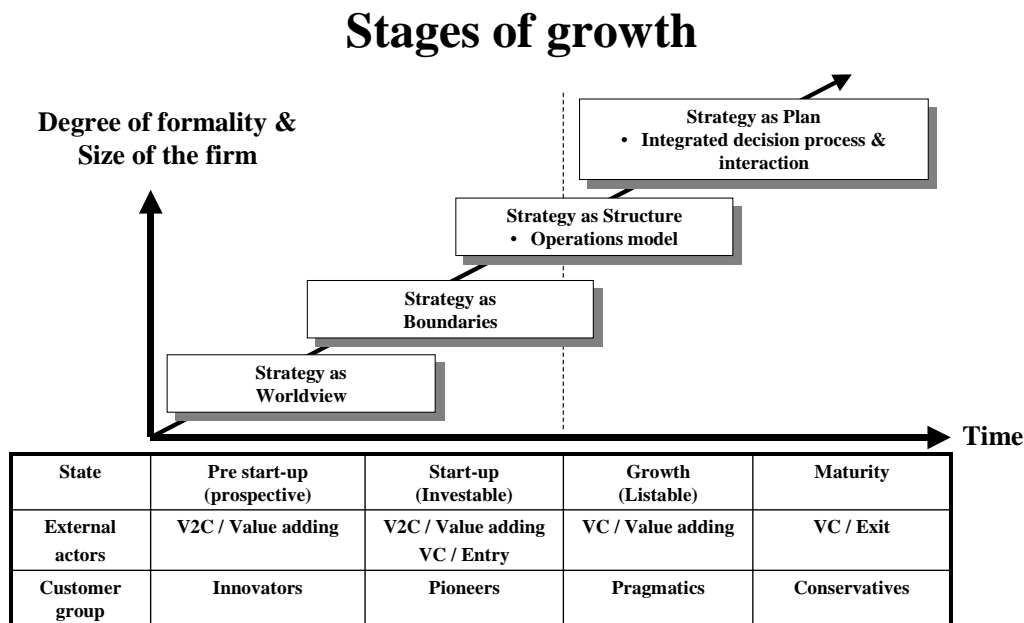 Stages of growth
Degree of formality &
Size of the firm
Strategy as Plan
• Integrated decision process &
interaction
Strategy as Structure
• Operations model
Strategy as
Boundaries
Strategy as
Worldview
Time
State
Pre start-up
(prospective)
Start-up
(Investable)
Growth
(Listable)
Maturity
External
actors
V2C / Value adding
V2C / Value adding
VC / Entry
VC / Value adding
VC / Exit
Customer
group
Innovators
Pioneers
Pragmatics
Conservatives